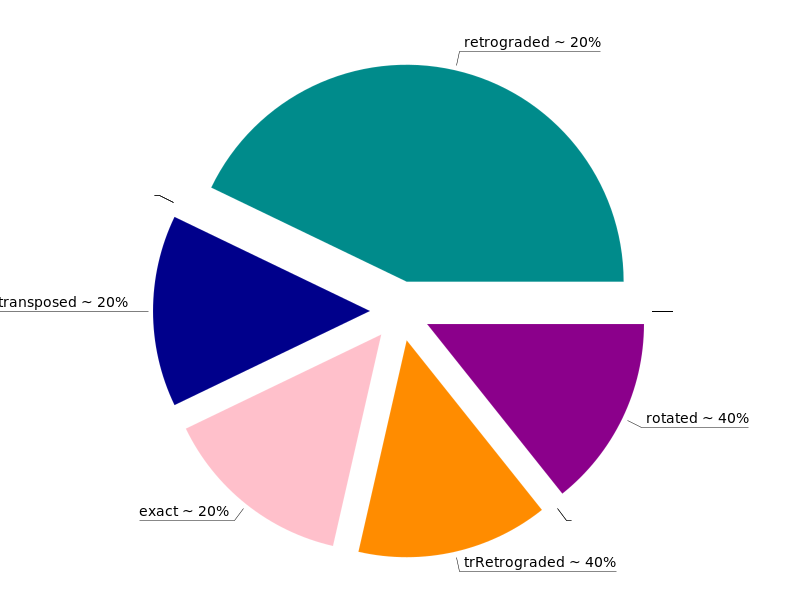 retrograded ~ 20%
transposed ~ 20%
rotated ~ 40%
exact ~ 20%
trRetrograded ~ 40%